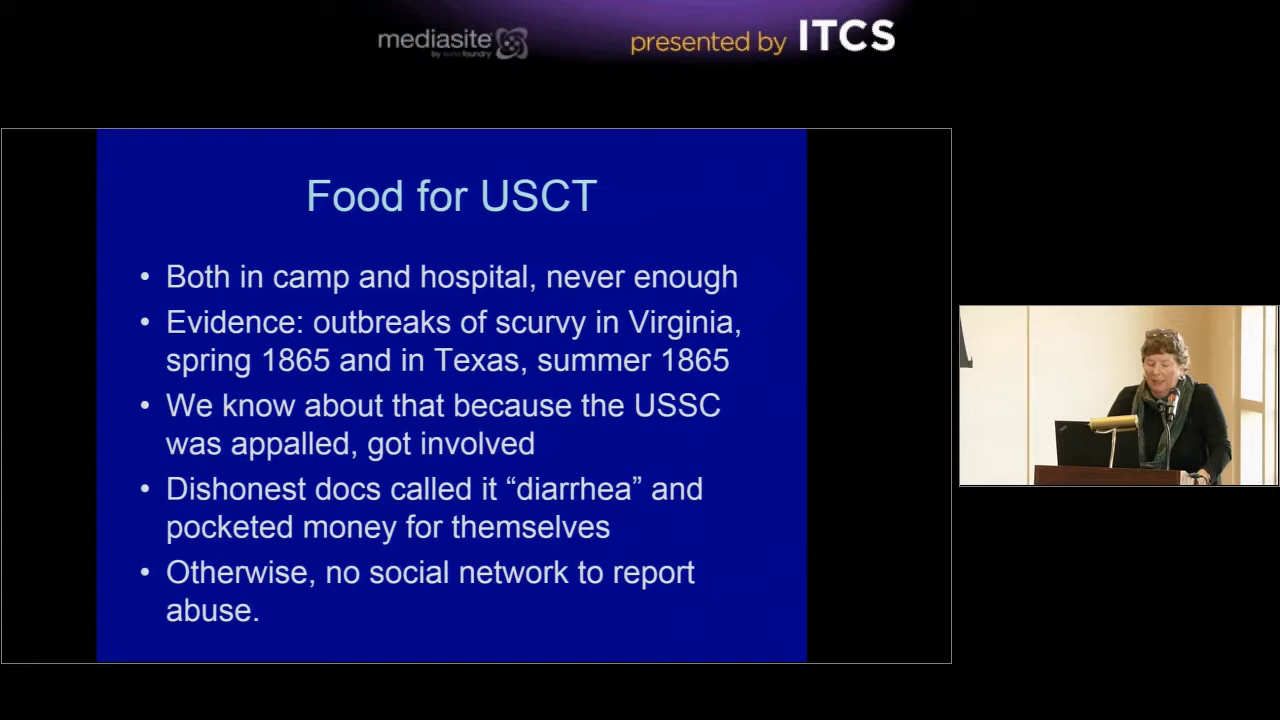 mediasite
by sonicfoundry
presented by ITCS
Food for USCT
• Both in camp and hospital, never enough
• Evidence: outbreaks of scurvy in Virginia,
spring 1865 and in Texas, summer 1865
• We know about that because the USSC
was appalled, got involved
• Dishonest docs called it “diarrhea” and
pocketed money for themselves
• Otherwise, no social network to report
abuse.